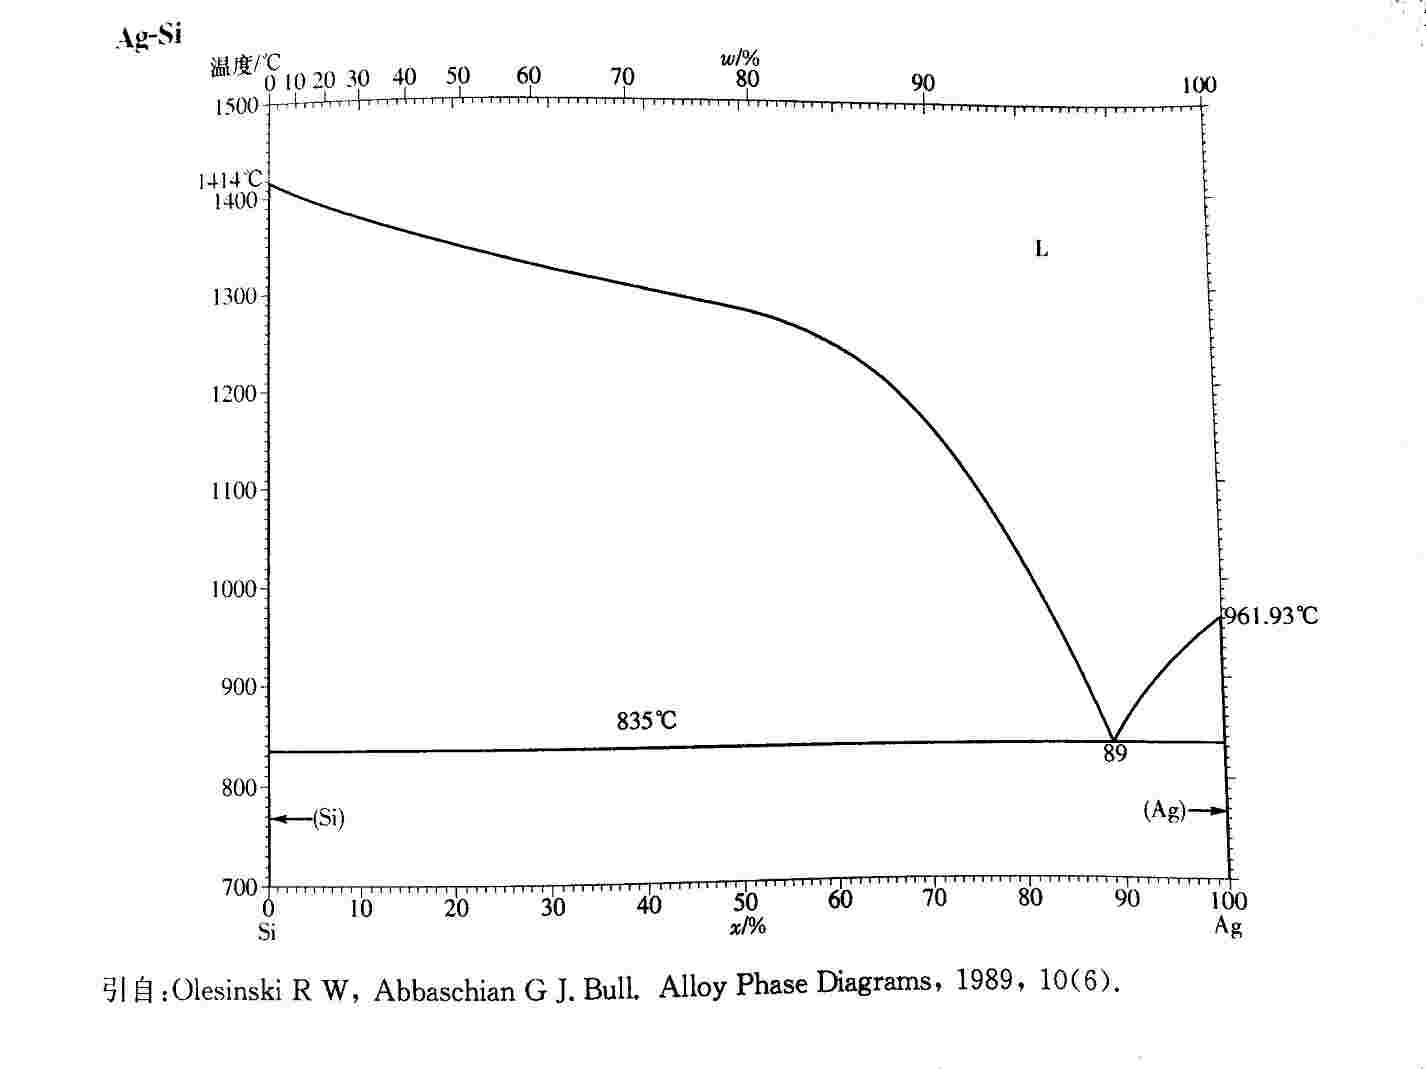 Ag-Si
温度/℃
w/%
0 10 20 30 40 50 60 70 80 90 100
1500
1414℃
1400
L
1300
1200
1100
1000
961.93℃
900
835℃
89
800
(Si)
(Ag)
700
0 10 20 30 40 50 60 70 80 90 100
Si
x/%
Ag
引自:Olesinski R W, Abbaschian G J. Bull. Alloy Phase Diagrams, 1989, 10(6).